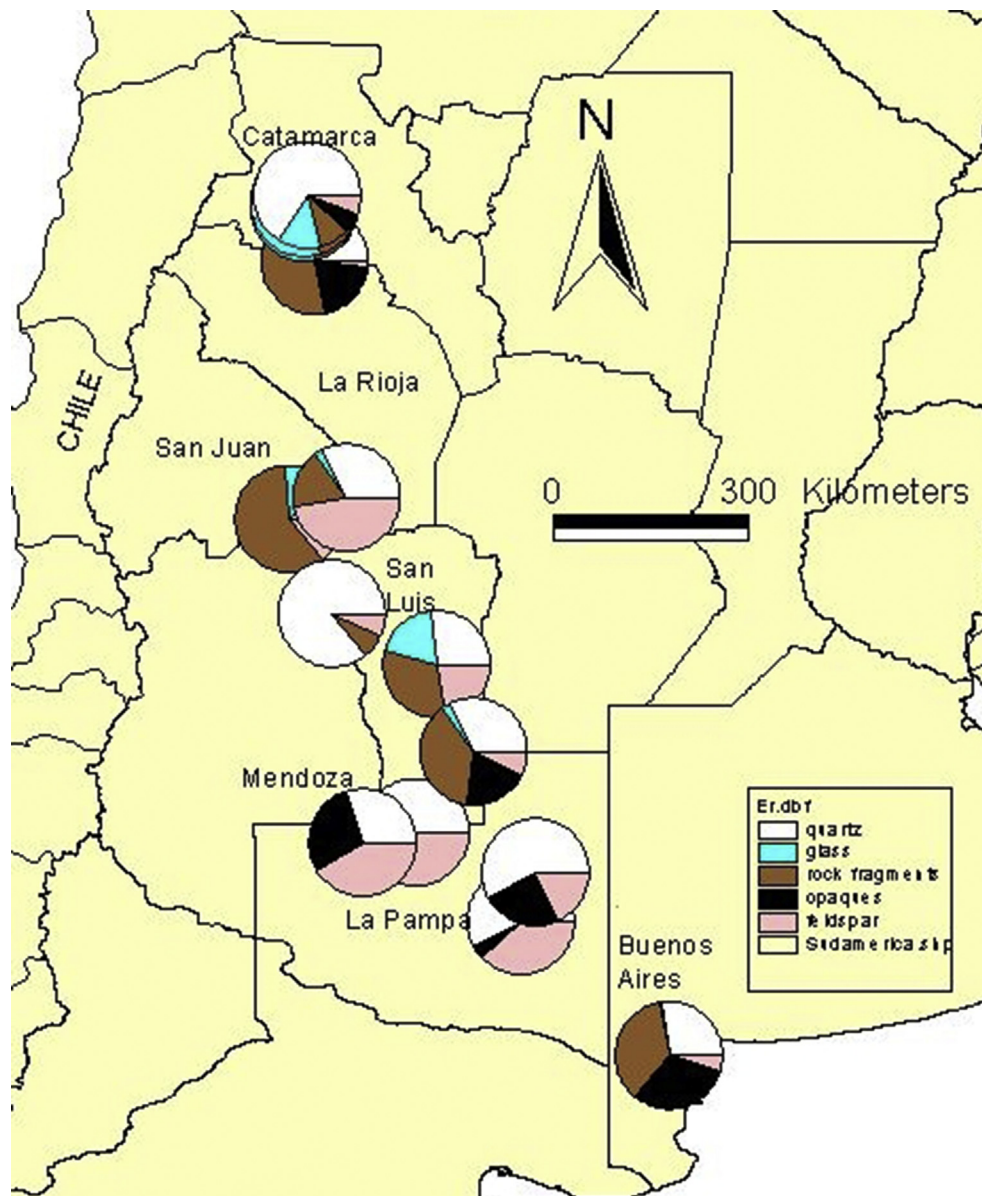 Catamarca
N
La Rioja
CHILE
San Juan
0 300 Kilómeters
San
Luis
Mendoza
La Pampa
Buenos
Aires
Er.dbf
quartz
glass
rock fragments
opaques
feldspar
Sudamerica.shp